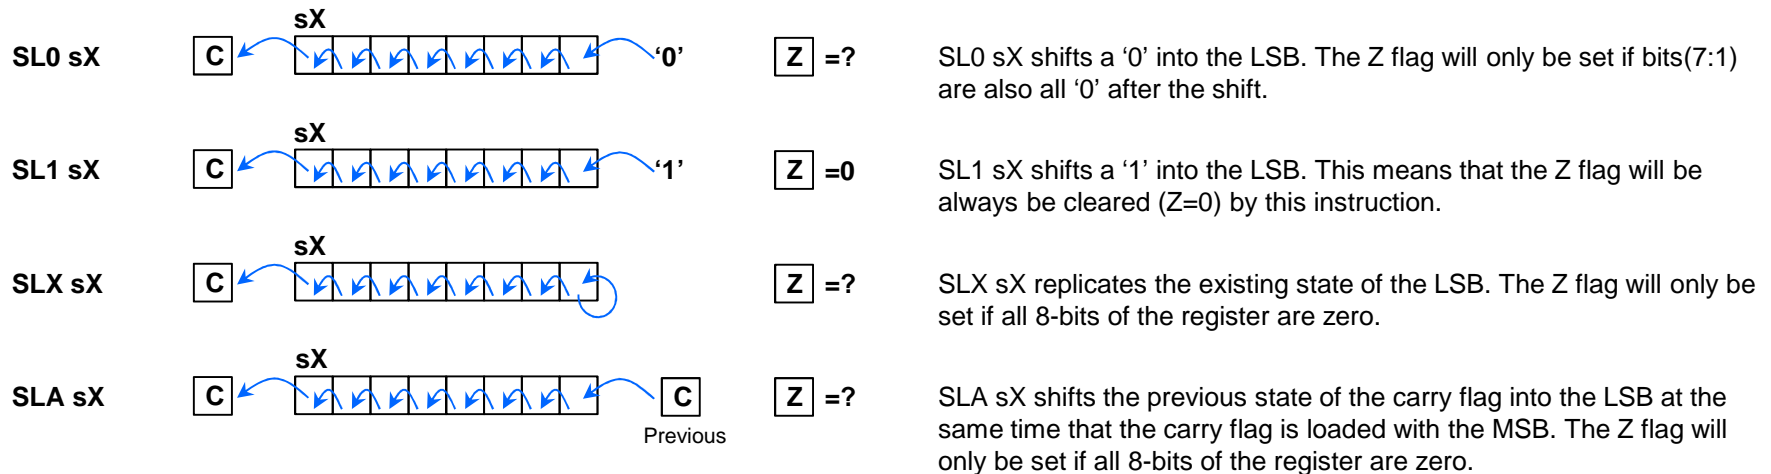 sX
SL0 sX C ‘0’ Z =? SL0 sX shifts a ‘0’ into the LSB. The Z flag will only be set if bits(7:1)
are also all ‘0’ after the shift.
sX
SL1 sX C ‘1’ Z =0 SL1 sX shifts a ‘1’ into the LSB. This means that the Z flag will be
always be cleared (Z=0) by this instruction.
sX
SLX sX C Z =? SLX sX replicates the existing state of the LSB. The Z flag will only be
set if all 8-bits of the register are zero.
sX
SLA sX C C Z =? SLA sX shifts the previous state of the carry flag into the LSB at the
Previous same time that the carry flag is loaded with the MSB. The Z flag will
only be set if all 8-bits of the register are zero.